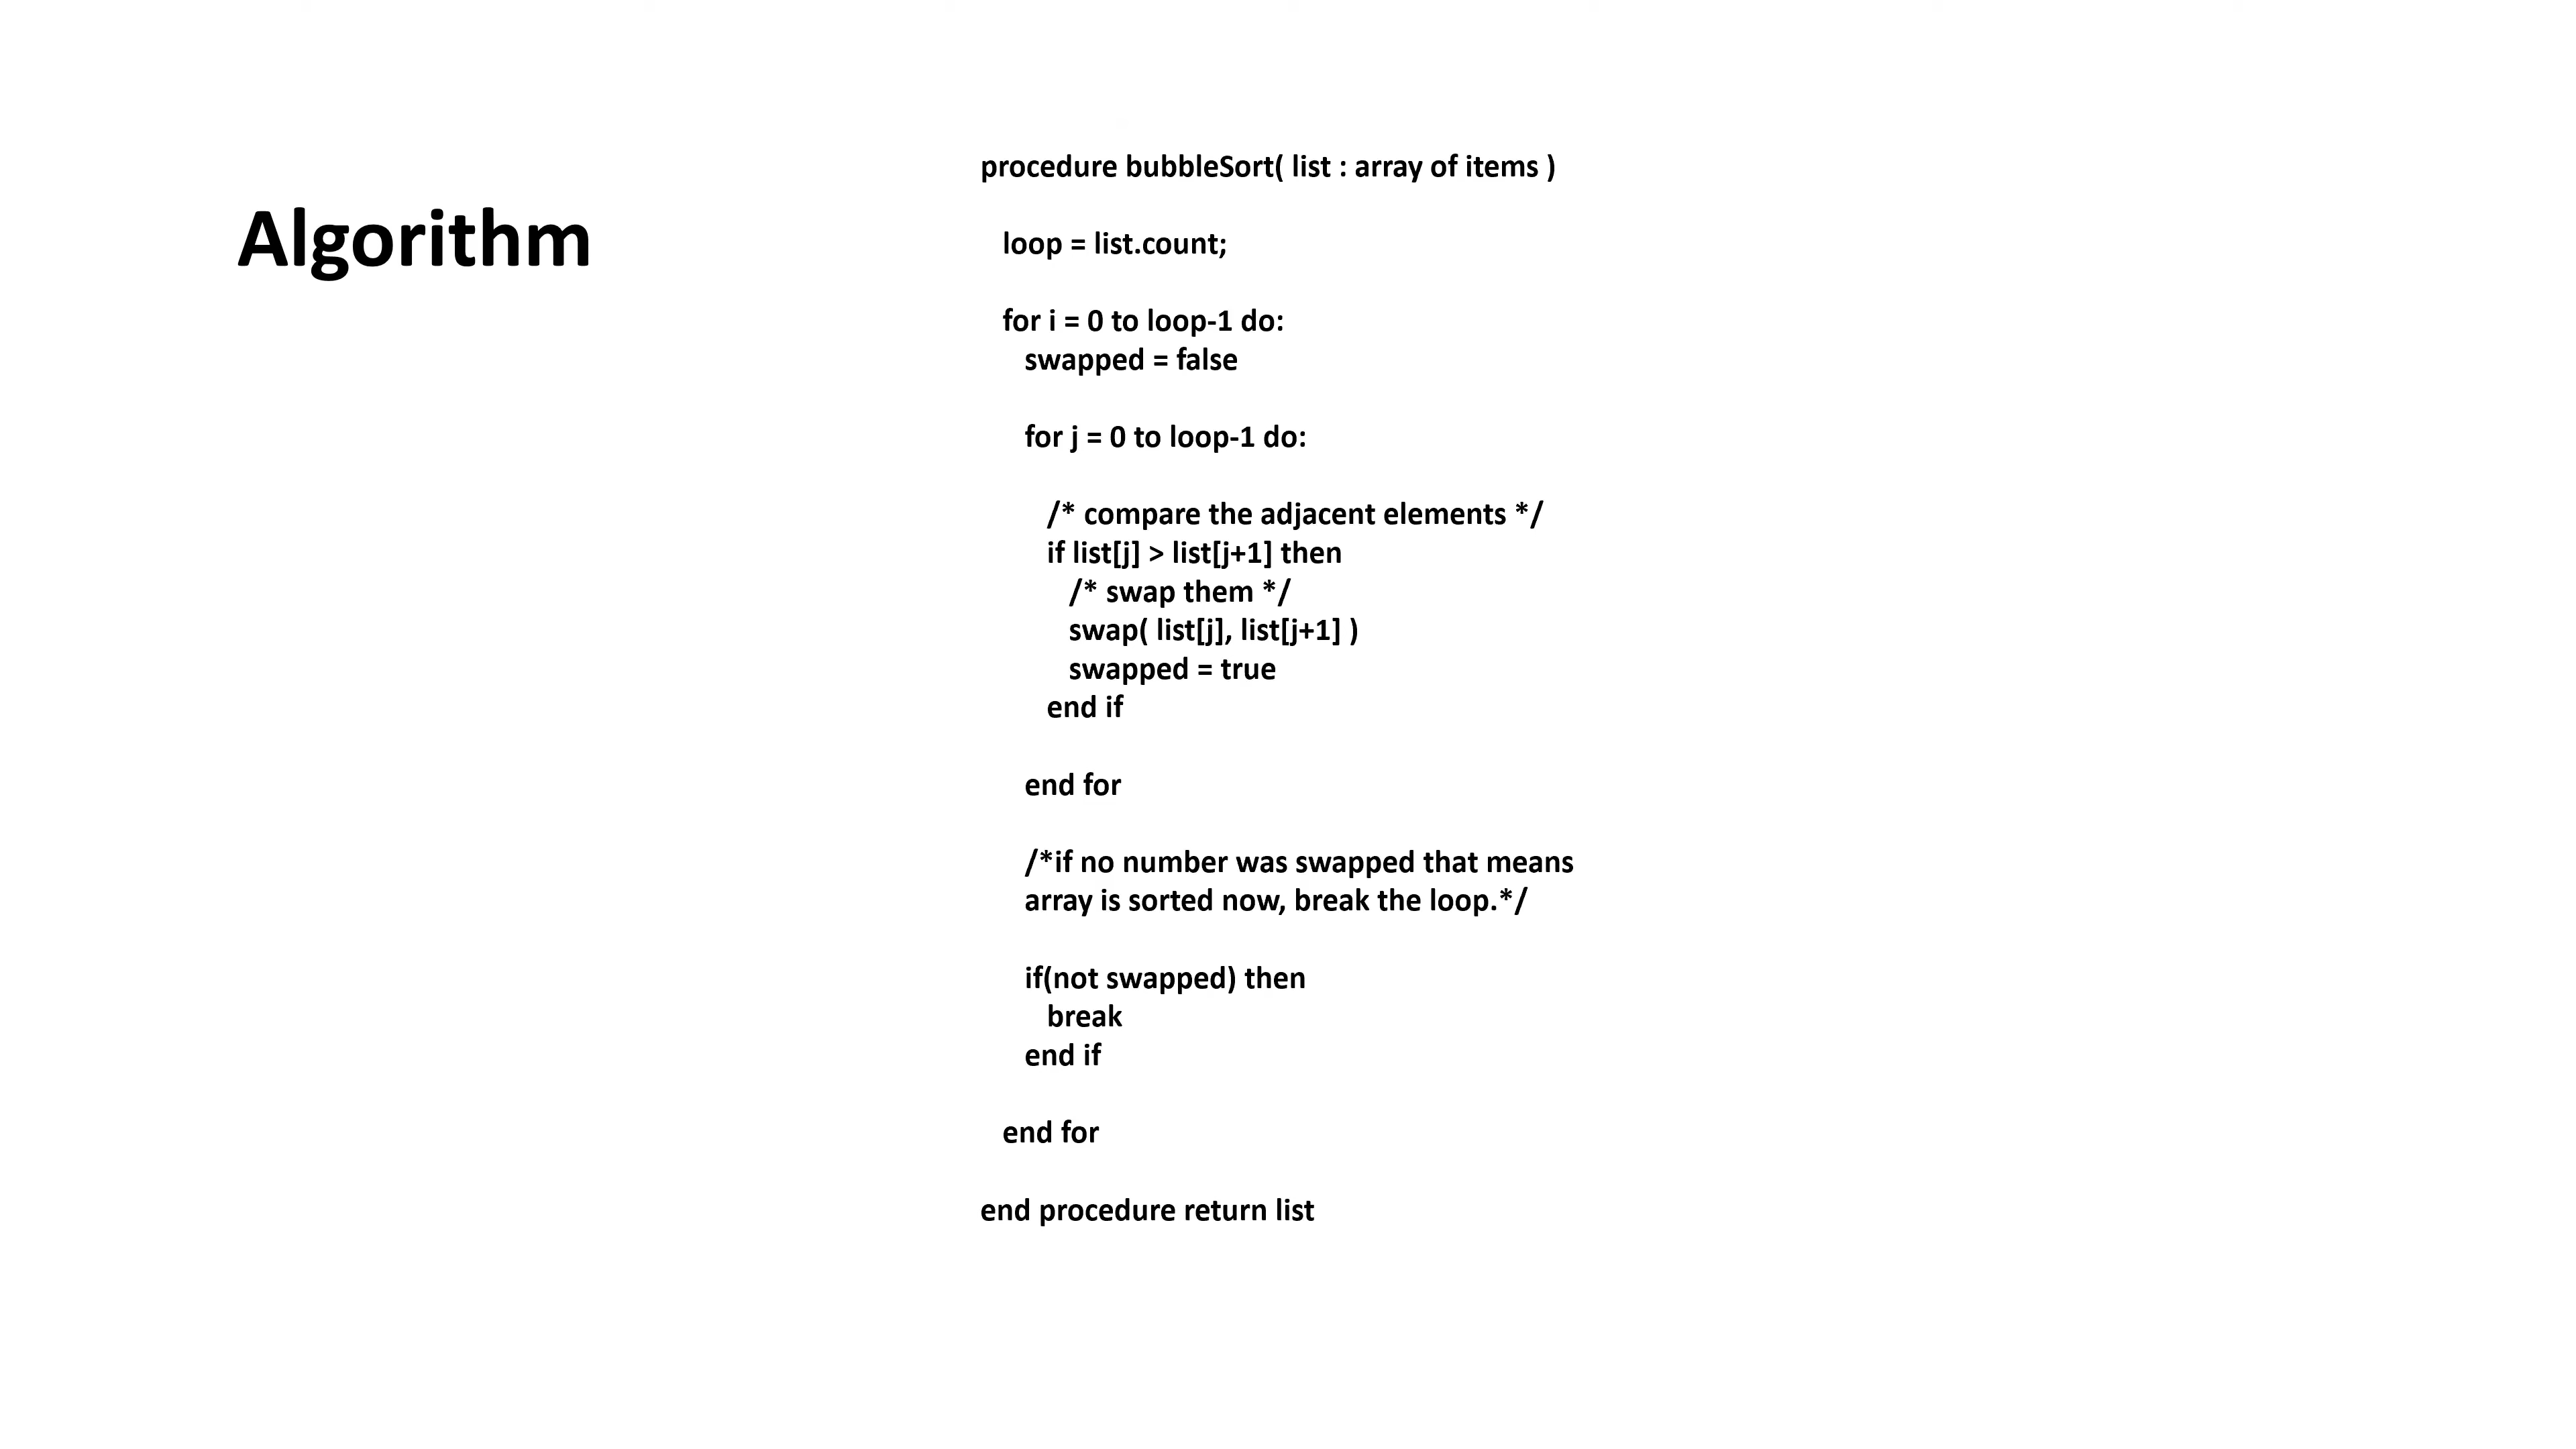 Algorithm
procedure bubbleSort( list : array of items )
loop = list.count;
for i = 0 to loop-1 do:
swapped = false
for j = 0 to loop-1 do:
/* compare the adjacent elements */
if list[j] > list[j+1] then
/* swap them */
swap( list[j], list[j+1] )
swapped = true
end if
end for
/*if no number was swapped that means
array is sorted now, break the loop.*/
if(not swapped) then
break
end if
end for
end procedure return list